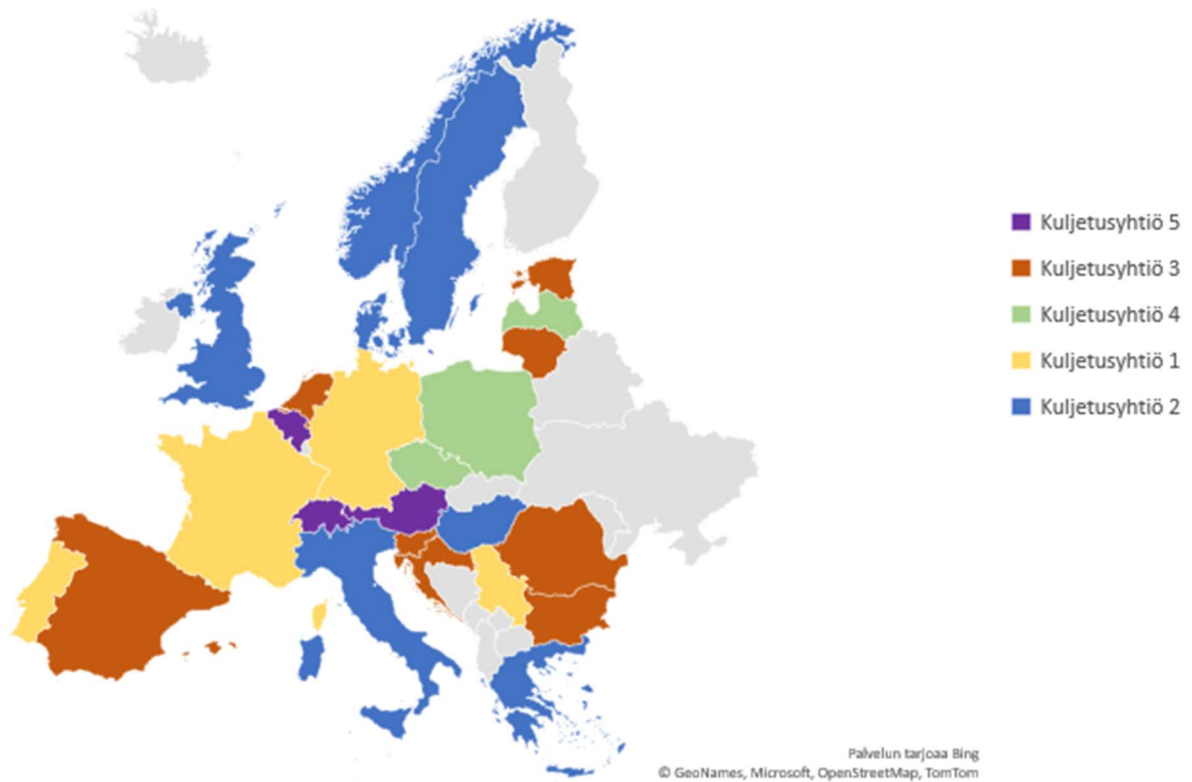 Kuljetusyhtiö 5
Kuljetusyhtiö 3
Kuljetusyhtiö 4
Kuljetusyhtiö 1
Kuljetusyhtiö 2
Palvelun tarjoaa Bing
© GeoNames, Microsoft, OpenStreetMap, TomTom